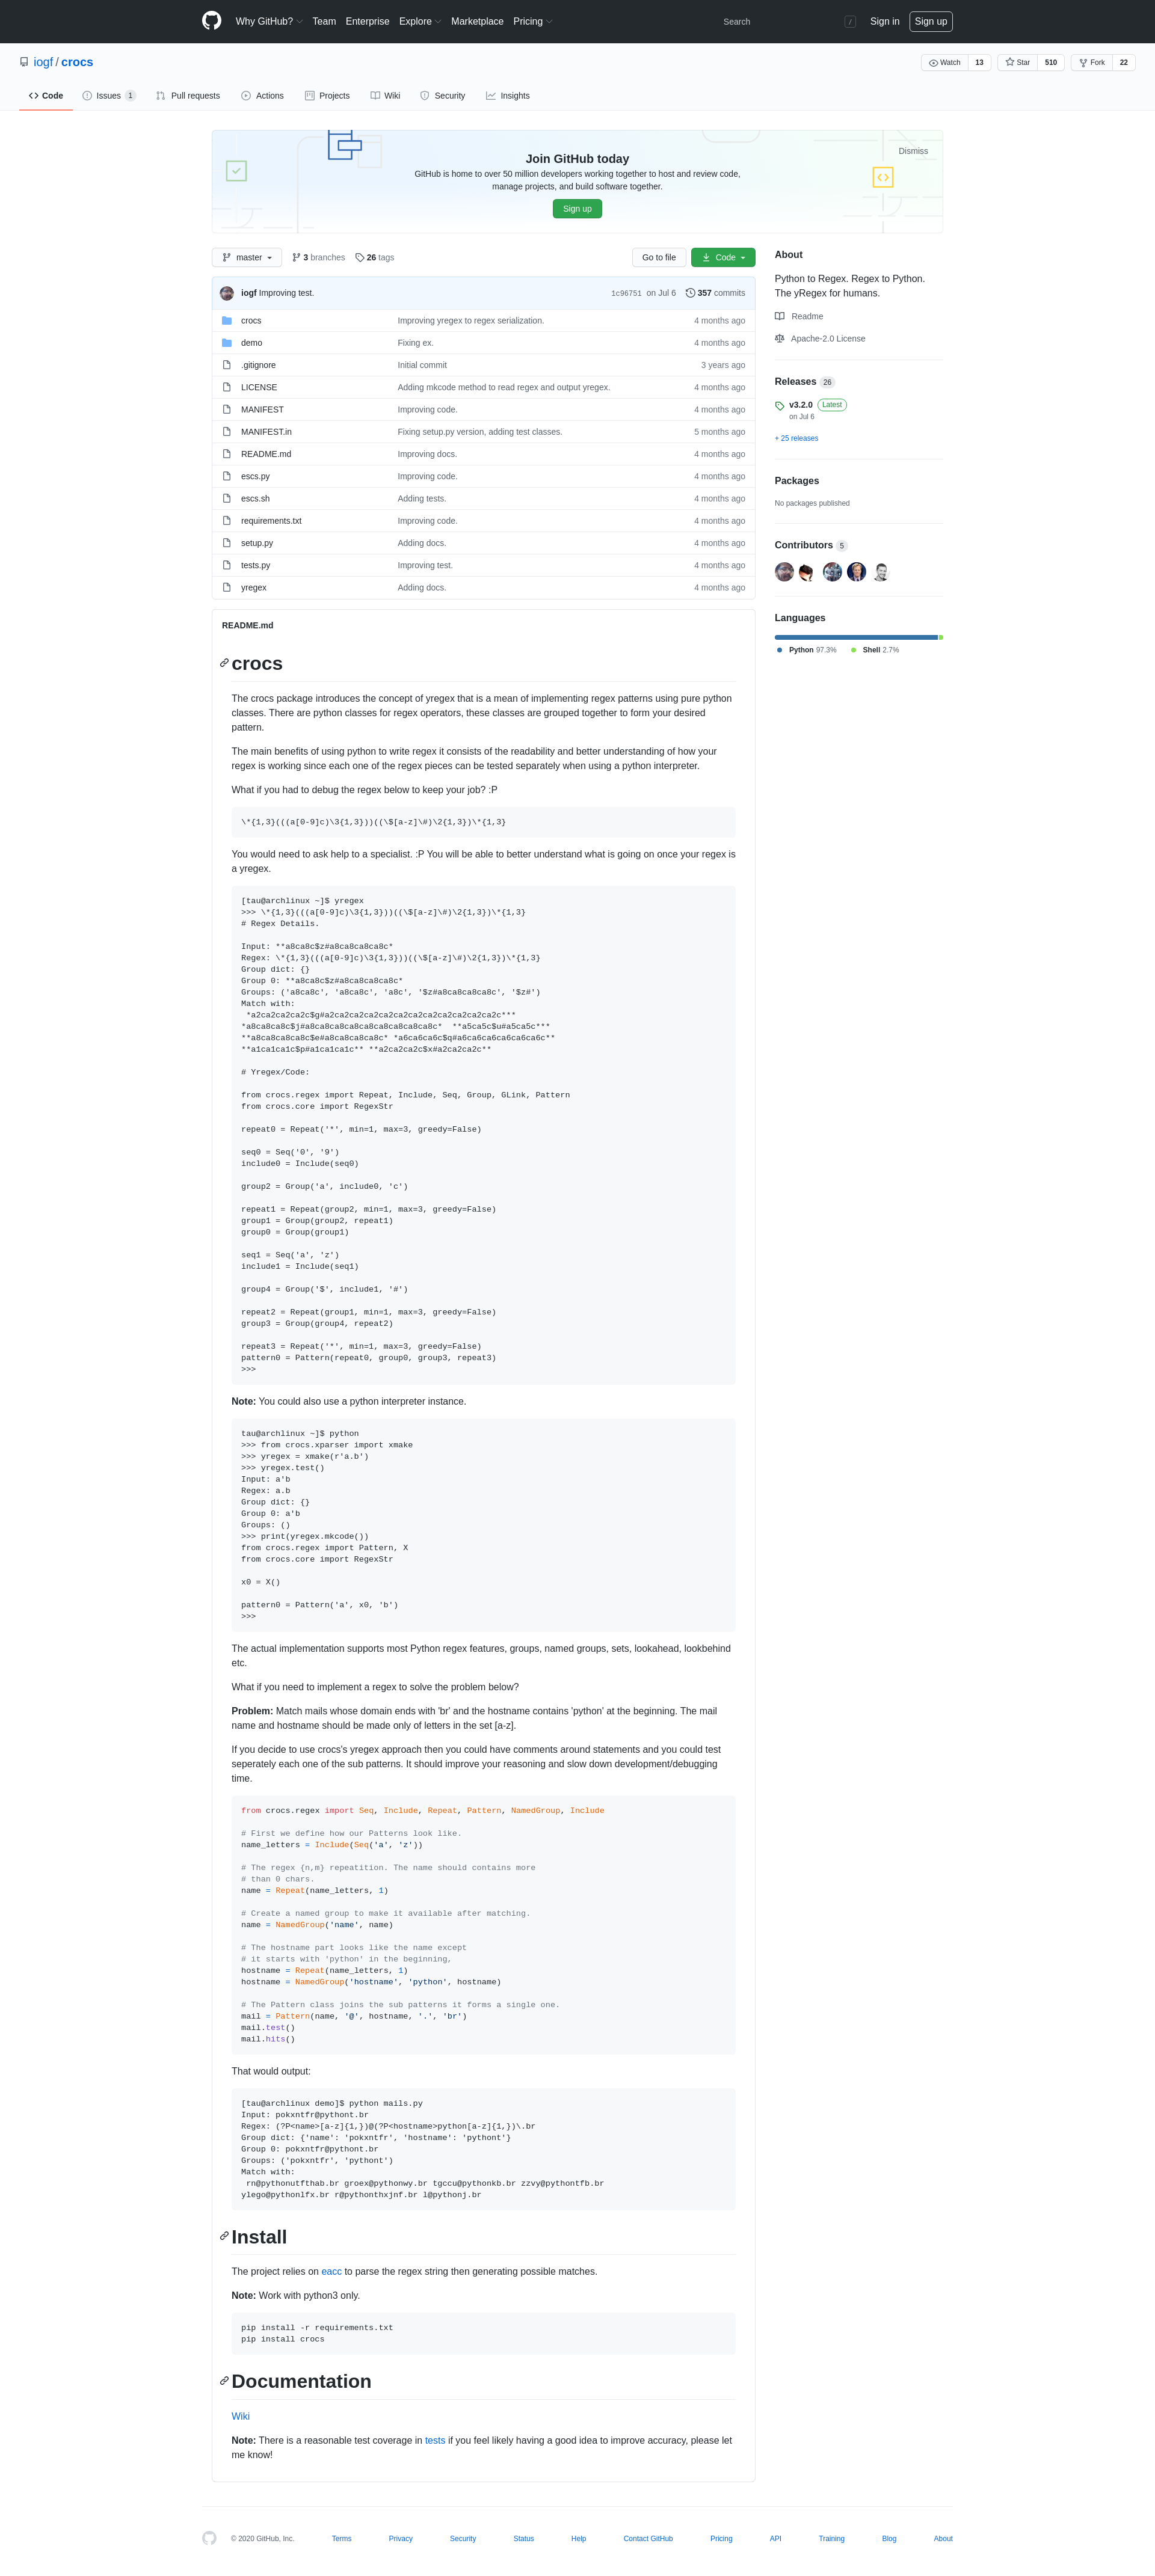 Why GitHub? Team Enterprise Explore Marketplace Pricing Search / Sign in Sign up
iogf / crocs Watch 13 Star 510 Fork 22
Code Issues 1 Pull requests Actions Projects Wiki Security Insights
Join GitHub today
Dismiss
GitHub is home to over 50 million developers working together to host and review code,
manage projects, and build software together.
Sign up
master 3 branches 26 tags Go to file Code
iogf Improving test. 1c96751 on Jul 6 357 commits
crocs Improving yregex to regex serialization. 4 months ago
demo Fixing ex. 4 months ago
.gitignore Initial commit 3 years ago
LICENSE Adding mkcode method to read regex and output yregex. 4 months ago
MANIFEST Improving code. 4 months ago
MANIFEST.in Fixing setup.py version, adding test classes. 5 months ago
README.md Improving docs. 4 months ago
escs.py Improving code. 4 months ago
escs.sh Adding tests. 4 months ago
requirements.txt Improving code. 4 months ago
setup.py Adding docs. 4 months ago
tests.py Improving test. 4 months ago
yregex Adding docs. 4 months ago
About
Python to Regex. Regex to Python.
The yRegex for humans.
Readme
Apache-2.0 License
Releases 26
v3.2.0 Latest
on Jul 6
+ 25 releases
Packages
No packages published
Contributors 5
Languages
Python 97.3% Shell 2.7%
README.md
crocs
The crocs package introduces the concept of yregex that is a mean of implementing regex patterns using pure python
classes. There are python classes for regex operators, these classes are grouped together to form your desired
pattern.
The main benefits of using python to write regex it consists of the readability and better understanding of how your
regex is working since each one of the regex pieces can be tested separately when using a python interpreter.
What if you had to debug the regex below to keep your job? :P
\*{1,3}(((a[0-9]c)\3{1,3}))((\$[a-z]\#)\2{1,3})\*{1,3}
You would need to ask help to a specialist. :P You will be able to better understand what is going on once your regex is
a yregex.
[tau@archlinux ~]$ yregex
>>> \*{1,3}(((a[0-9]c)\3{1,3}))((\$[a-z]\#)\2{1,3})\*{1,3}
# Regex Details.
Input: **a8ca8c$z#a8ca8ca8ca8c*
Regex: \*{1,3}(((a[0-9]c)\3{1,3}))((\$[a-z]\#)\2{1,3})\*{1,3}
Group dict: {}
Group 0: **a8ca8c$z#a8ca8ca8ca8c*
Groups: ('a8ca8c', 'a8ca8c', 'a8c', '$z#a8ca8ca8ca8c', '$z#')
Match with:
*a2ca2ca2ca2c$g#a2ca2ca2ca2ca2ca2ca2ca2ca2ca2ca2ca2c***
*a8ca8ca8c$j#a8ca8ca8ca8ca8ca8ca8ca8ca8c* **a5ca5c$u#a5ca5c***
**a8ca8ca8ca8c$e#a8ca8ca8ca8c* *a6ca6ca6c$q#a6ca6ca6ca6ca6ca6c**
**a1ca1ca1c$p#a1ca1ca1c** **a2ca2ca2c$x#a2ca2ca2c**
# Yregex/Code:
from crocs.regex import Repeat, Include, Seq, Group, GLink, Pattern
from crocs.core import RegexStr
repeat0 = Repeat('*', min=1, max=3, greedy=False)
seq0 = Seq('0', '9')
include0 = Include(seq0)
group2 = Group('a', include0, 'c')
repeat1 = Repeat(group2, min=1, max=3, greedy=False)
group1 = Group(group2, repeat1)
group0 = Group(group1)
seq1 = Seq('a', 'z')
include1 = Include(seq1)
group4 = Group('$', include1, '#')
repeat2 = Repeat(group1, min=1, max=3, greedy=False)
group3 = Group(group4, repeat2)
repeat3 = Repeat('*', min=1, max=3, greedy=False)
pattern0 = Pattern(repeat0, group0, group3, repeat3)
>>>
Note: You could also use a python interpreter instance.
tau@archlinux ~]$ python
>>> from crocs.xparser import xmake
>>> yregex = xmake(r'a.b')
>>> yregex.test()
Input: a'b
Regex: a.b
Group dict: {}
Group 0: a'b
Groups: ()
>>> print(yregex.mkcode())
from crocs.regex import Pattern, X
from crocs.core import RegexStr
x0 = X()
pattern0 = Pattern('a', x0, 'b')
>>>
The actual implementation supports most Python regex features, groups, named groups, sets, lookahead, lookbehind
etc.
What if you need to implement a regex to solve the problem below?
Problem: Match mails whose domain ends with 'br' and the hostname contains 'python' at the beginning. The mail
name and hostname should be made only of letters in the set [a-z].
If you decide to use crocs's yregex approach then you could have comments around statements and you could test
seperately each one of the sub patterns. It should improve your reasoning and slow down development/debugging
time.
from crocs.regex import Seq, Include, Repeat, Pattern, NamedGroup, Include
# First we define how our Patterns look like.
name_letters = Include(Seq('a', 'z'))
# The regex {n,m} repeatition. The name should contains more
# than 0 chars.
name = Repeat(name_letters, 1)
# Create a named group to make it available after matching.
name = NamedGroup('name', name)
# The hostname part looks like the name except
# it starts with 'python' in the beginning,
hostname = Repeat(name_letters, 1)
hostname = NamedGroup('hostname', 'python', hostname)
# The Pattern class joins the sub patterns it forms a single one.
mail = Pattern(name, '@', hostname, '.', 'br')
mail.test()
mail.hits()
That would output:
[tau@archlinux demo]$ python mails.py
Input: pokxntfr@pythont.br
Regex: (?P<name>[a-z]{1,})@(?P<hostname>python[a-z]{1,})\.br
Group dict: {'name': 'pokxntfr', 'hostname': 'pythont'}
Group 0: pokxntfr@pythont.br
Groups: ('pokxntfr', 'pythont')
Match with:
rn@pythonutfthab.br groex@pythonwy.br tgccu@pythonkb.br zzvy@pythontfb.br
ylego@pythonlfx.br r@pythonthxjnf.br l@pythonj.br
Install
The project relies on eacc to parse the regex string then generating possible matches.
Note: Work with python3 only.
pip install -r requirements.txt
pip install crocs
Documentation
Wiki
Note: There is a reasonable test coverage in tests if you feel likely having a good idea to improve accuracy, please let
me know!
© 2020 GitHub, Inc. Terms Privacy Security Status Help Contact GitHub Pricing API Training Blog About